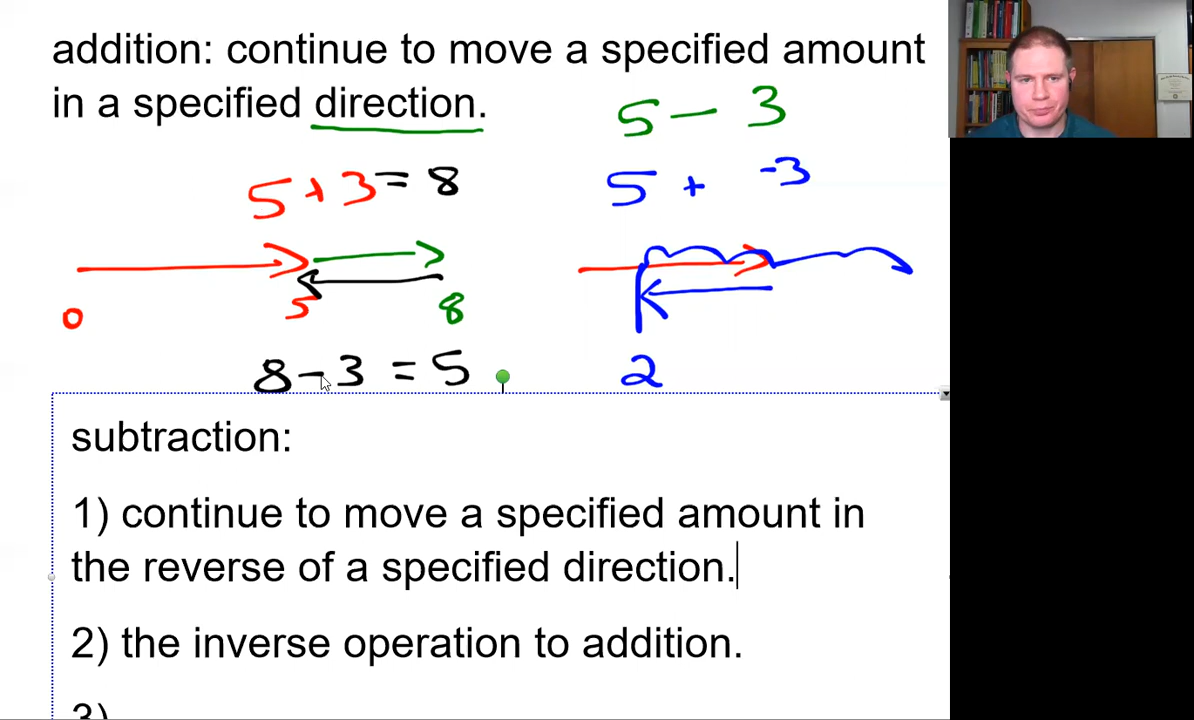 addition: continue to move a specified amount
in a specified direction.
5 - 3
5 + 3 = 8
5 + -3
0
5
8
8 - 3 = 5
2
subtraction:
1) continue to move a specified amount in
the reverse of a specified direction.
2) the inverse operation to addition.
3)